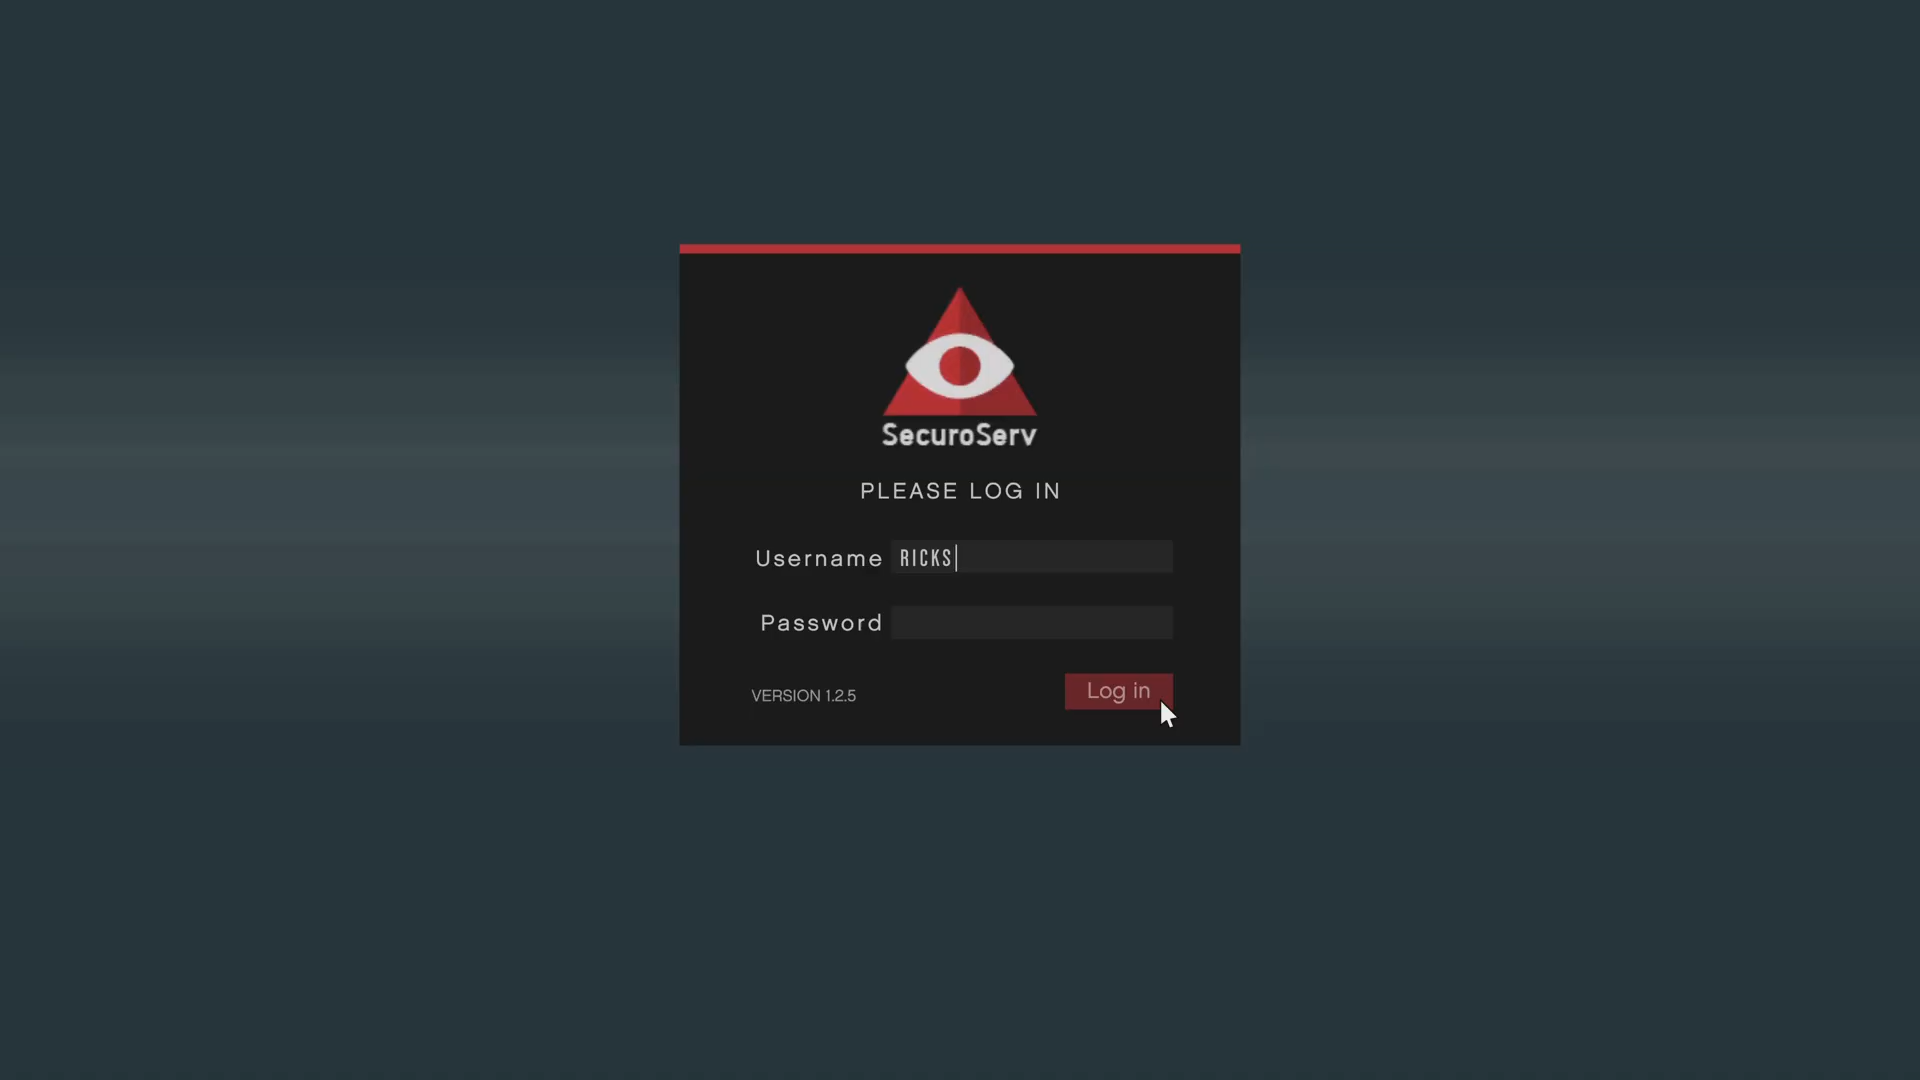 SecuroServ
PLEASE LOG IN
Username RICKS
Password
VERSION 1.2.5 Log in